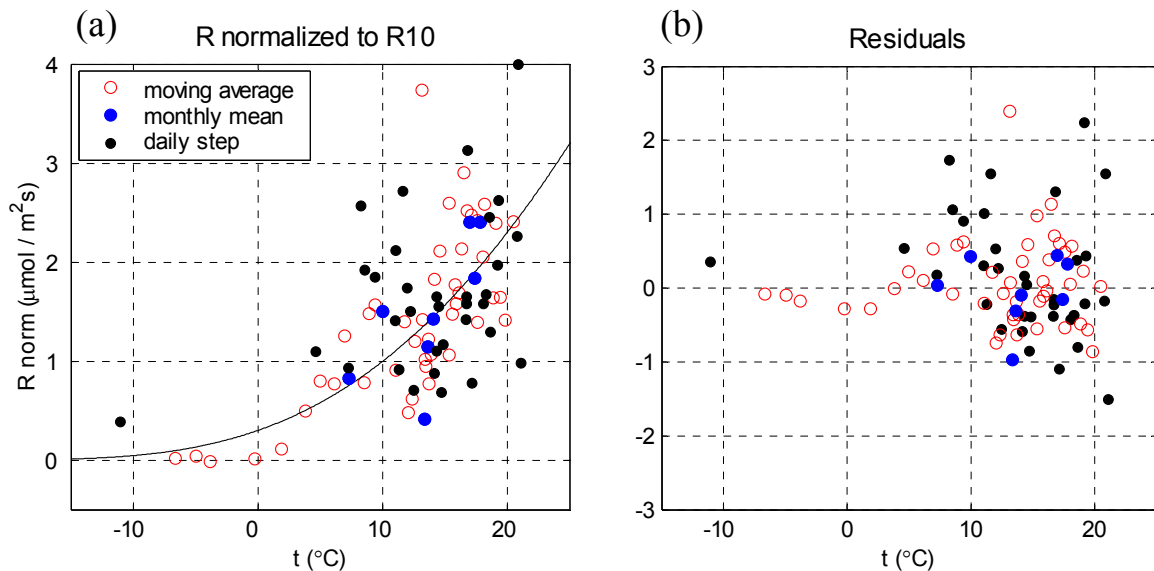 (a)
R normalized to R10
moving average
monthly mean
daily step
R norm (μmol / m²s)
4
3
2
1
0
-10
0
10
20
t (°C)
(b)
Residuals
3
2
1
0
-1
-2
-3
-10
0
10
20
t (°C)